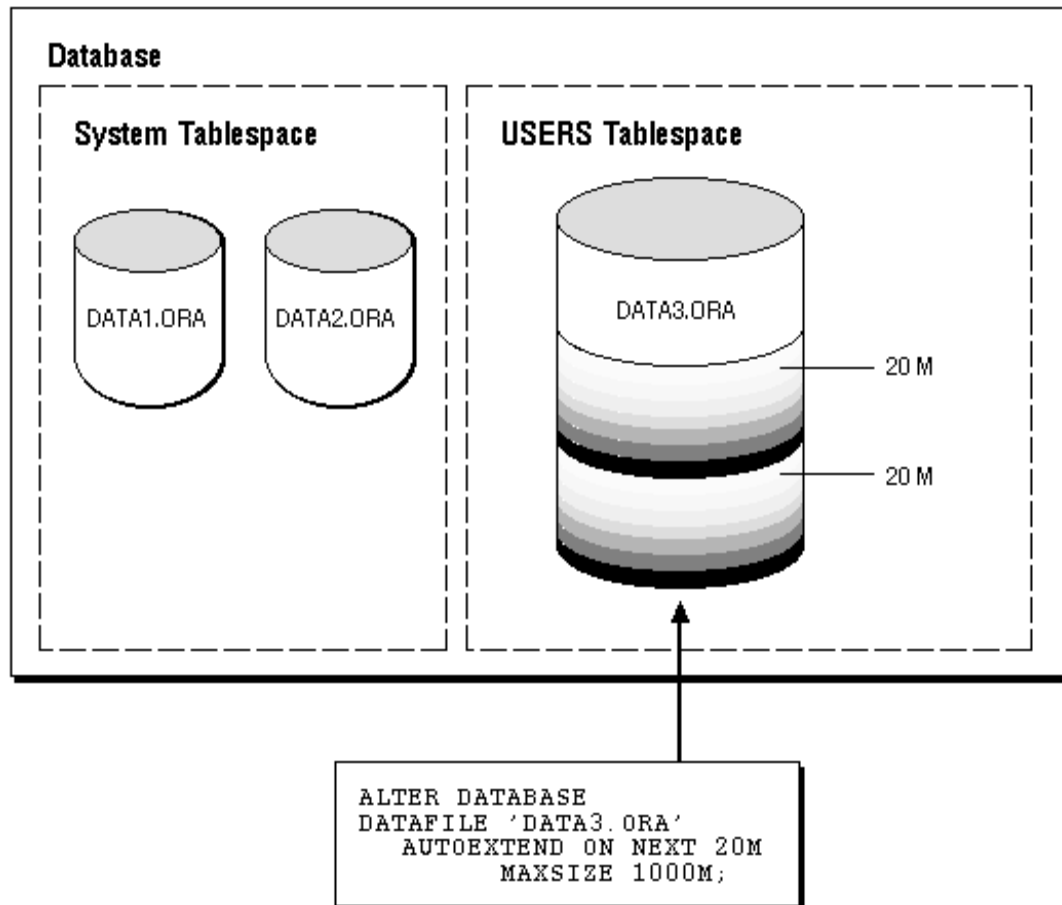 Database
System Tablespace
USERS Tablespace
DATA1.ORA
DATA2.ORA
DATA3.ORA
20 M
20 M
ALTER DATABASE
DATAFILE 'DATA3.ORA'
AUTOEXTEND ON NEXT 20M
MAXSIZE 1000M;